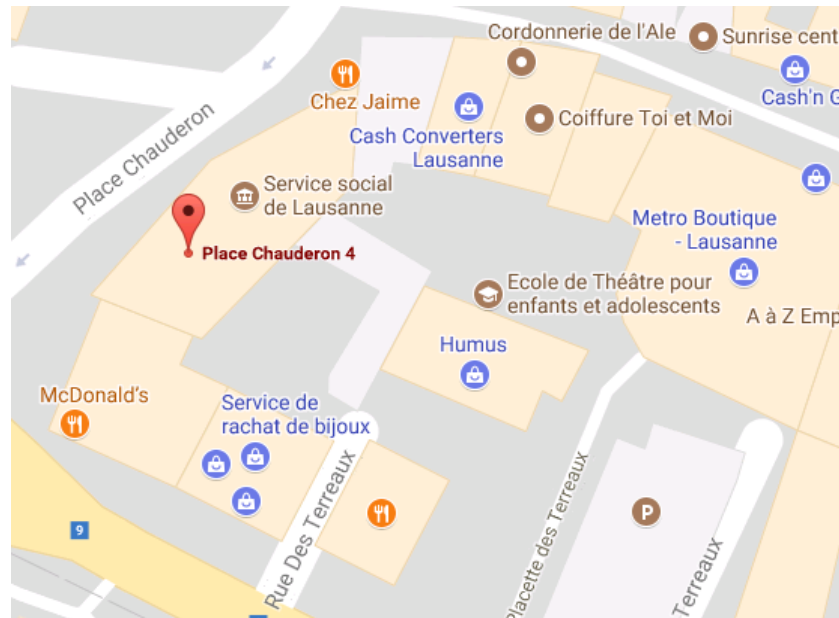 Cordonnerie de l'Ale
Sunrise cent
Cash'n G
Chez Jaime
Cash Converters
Lausanne
Coiffure Toi et Moi
Place Chauderon
Service social
de Lausanne
Metro Boutique
- Lausanne
Place Chauderon 4
Ecole de Théâtre pour
enfants et adolescents
A à Z Emp
Humus
McDonald's
Service de
rachat de bijoux
9
Rue Des Terreaux
Placette des Terreaux
P
Terreaux